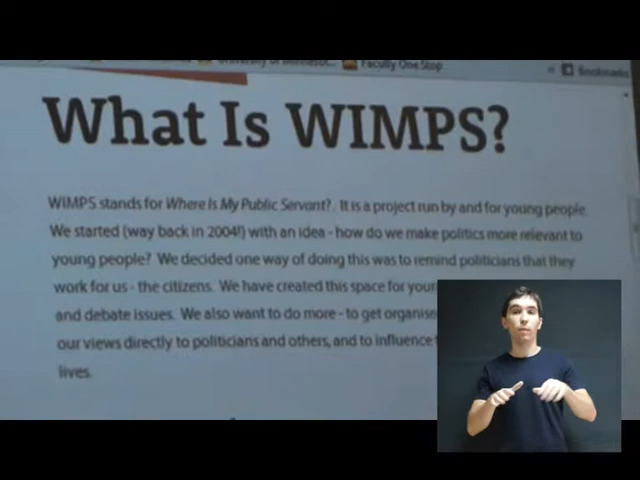 Faculty One Stop
Bookmarks
What Is WIMPS?
WIMPS stands for Where Is My Public Servant?. It is a project run by and for young people.
We started (way back in 2004!) with an idea - how do we make politics more relevant to
young people? We decided one way of doing this was to remind politicians that they
work for us - the citizens. We have created this space for
and debate issues. We also want to do more - to get
our views directly to politicians and others, and to influence
lives.